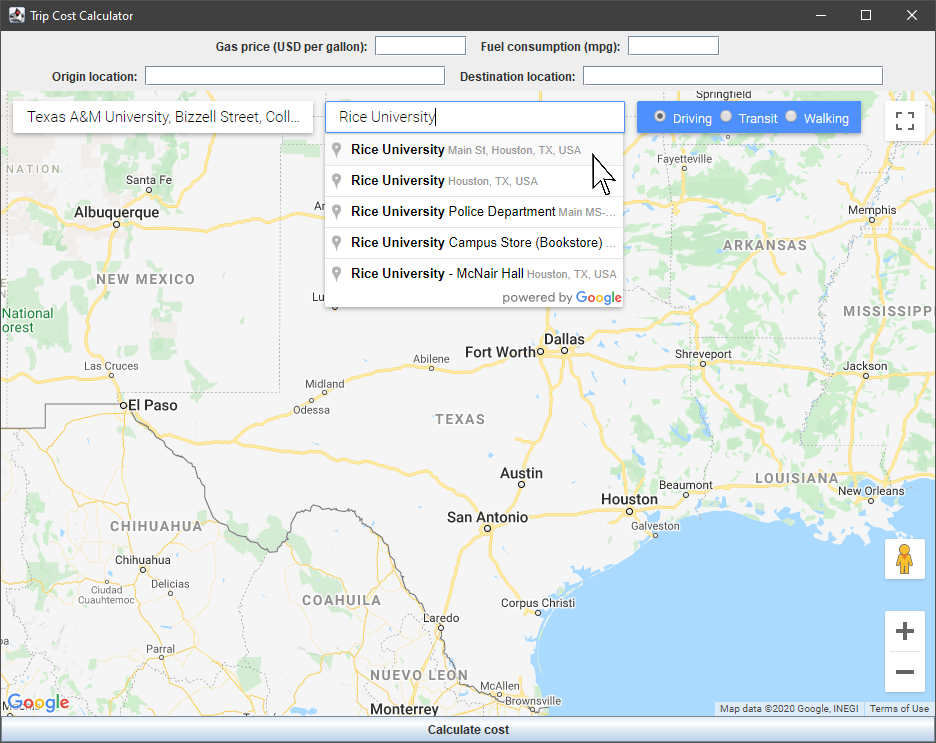 Trip Cost Calculator
Gas price (USD per gallon): Fuel consumption (mpg):
Origin location: Destination location:
Springfield
Texas A&M University, Bizzell Street, Coll...
Rice University
Driving Transit Walking
Rice University Main St, Houston, TX, USA
Rice University Houston, TX, USA
Rice University Police Department Main MS-...
Rice University Campus Store (Bookstore) ...
Rice University - McNair Hall Houston, TX, USA
powered by Google
NATION
Fayetteville
Santa Fe
Albuquerque
Memphis
ARKANSAS
NEW MEXICO
National
orest
MISSISSIPPI
Dallas
Fort Worth
Abilene
Shreveport
Jackson
Las Cruces
Midland
Odessa
El Paso
TEXAS
Austin
LOUISIANA
Beaumont
New Orleans
Houston
San Antonio
Galveston
CHIHUAHUA
Chihuahua
Delicias
Ciudad
Cuauhtemoc
COAHUILA
Corpus Christi
Laredo
Parral
NUEVO LEON
McAllen
Brownsville
Monterrey
Google
Map data ©2020 Google, INEGI Terms of Use
Calculate cost